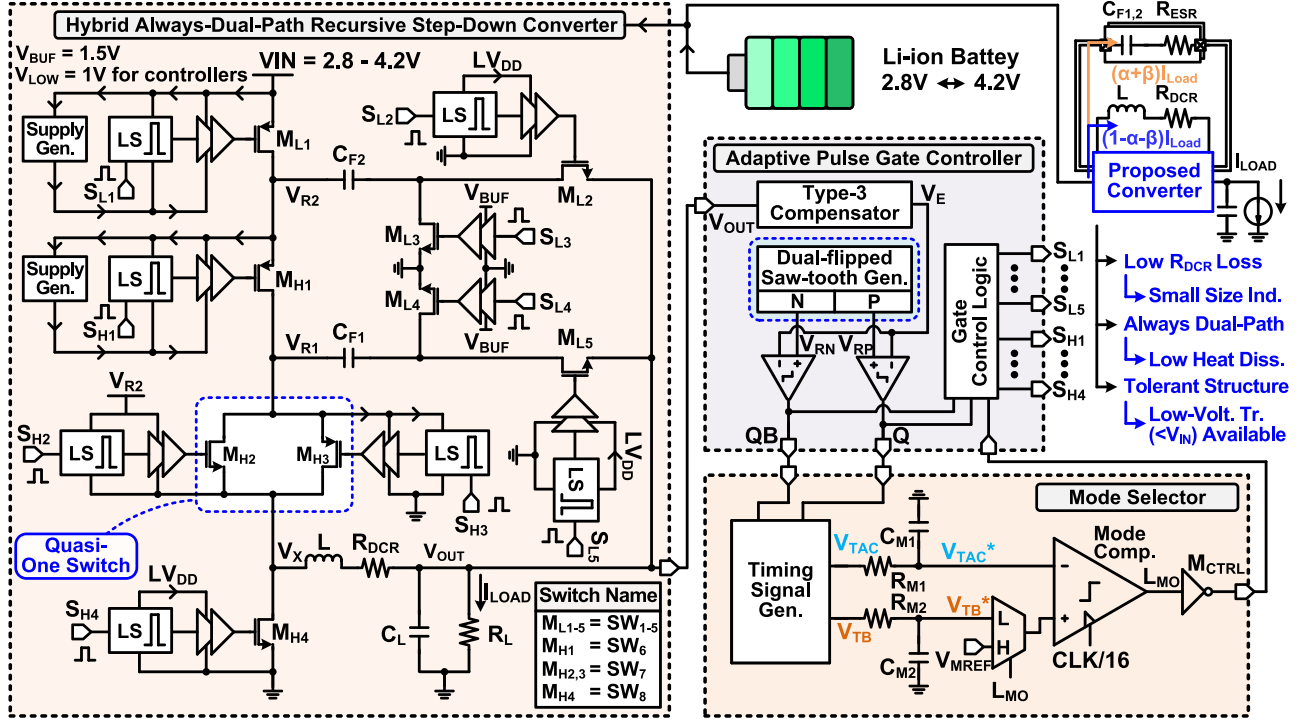 Hybrid Always-Dual-Path Recursive Step-Down Converter
V_BUF = 1.5V
V_LOW = 1V for controllers
VIN = 2.8 - 4.2V
Supply Gen.
LS
S_L1
M_L1
LV_DD
S_L2
LS
M_L2
C_F2
V_R2
V_BUF
M_L3
S_L3
M_L4
S_L4
V_BUF
Supply Gen.
LS
S_H1
M_H1
V_R1
C_F1
M_L5
LV_DD
LS
S_L5
V_R2
S_H2
LS
M_H2
M_H3
LS
S_H3
Quasi-
One Switch
V_X
L
R_DCR
V_OUT
I_LOAD
C_L
R_L
LV_DD
S_H4
LS
M_H4
Switch Name
M_L1-5 = SW_1-5
M_H1 = SW_6
M_H2,3 = SW_7
M_H4 = SW_8
Li-ion Battey
2.8V ↔ 4.2V
C_F1,2
R_ESR
(α+β)I_Load
L
R_DCR
(1-α-β)I_Load
Proposed
Converter
I_LOAD
Low R_DCR Loss
Small Size Ind.
Always Dual-Path
Low Heat Diss.
Tolerant Structure
Low-Volt. Tr.
(<V_IN) Available
Adaptive Pulse Gate Controller
V_OUT
Type-3
Compensator
V_E
Dual-flipped
Saw-tooth Gen.
N
P
V_RN
V_RP
Gate
Control Logic
S_L1
S_L5
S_H1
S_H4
QB
Q
Mode Selector
Timing
Signal
Gen.
V_TAC
R_M1
C_M1
V_TAC*
V_TB
R_M2
C_M2
V_TB*
V_MREF
L
H
L_MO
Mode
Comp.
CLK/16
L_MO
M_CTRL